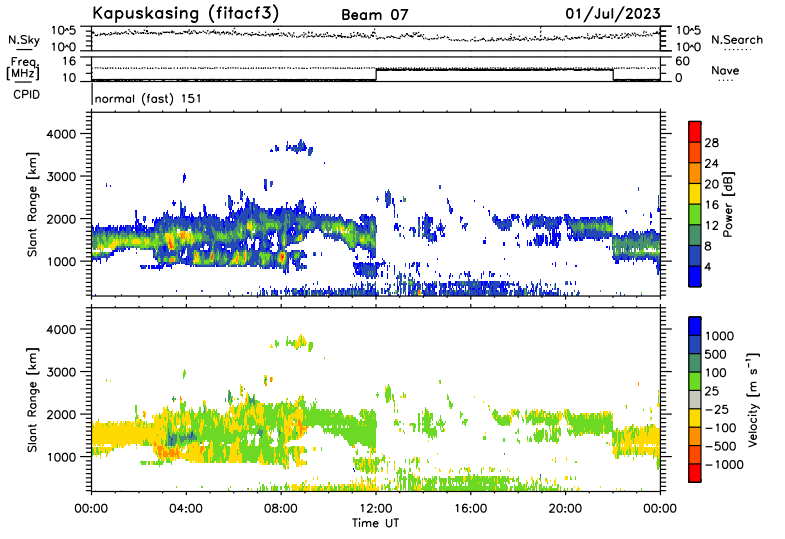 Kapuskasing (fitacf3) Beam 07 01/Jul/2023
N.Sky 10^5 10^0 10^5 10^0 N.Search
Freq. [MHz] 16 10 60 0 Nave
CPID normal (fast) 151
Slant Range [km] 4000 3000 2000 1000
28 24 20 16 12 8 4 Power [dB]
Slant Range [km] 4000 3000 2000 1000
1000 500 100 25 −25 −100 −500 −1000 Velocity [m s⁻¹]
00:00 04:00 08:00 12:00 16:00 20:00 00:00
Time UT